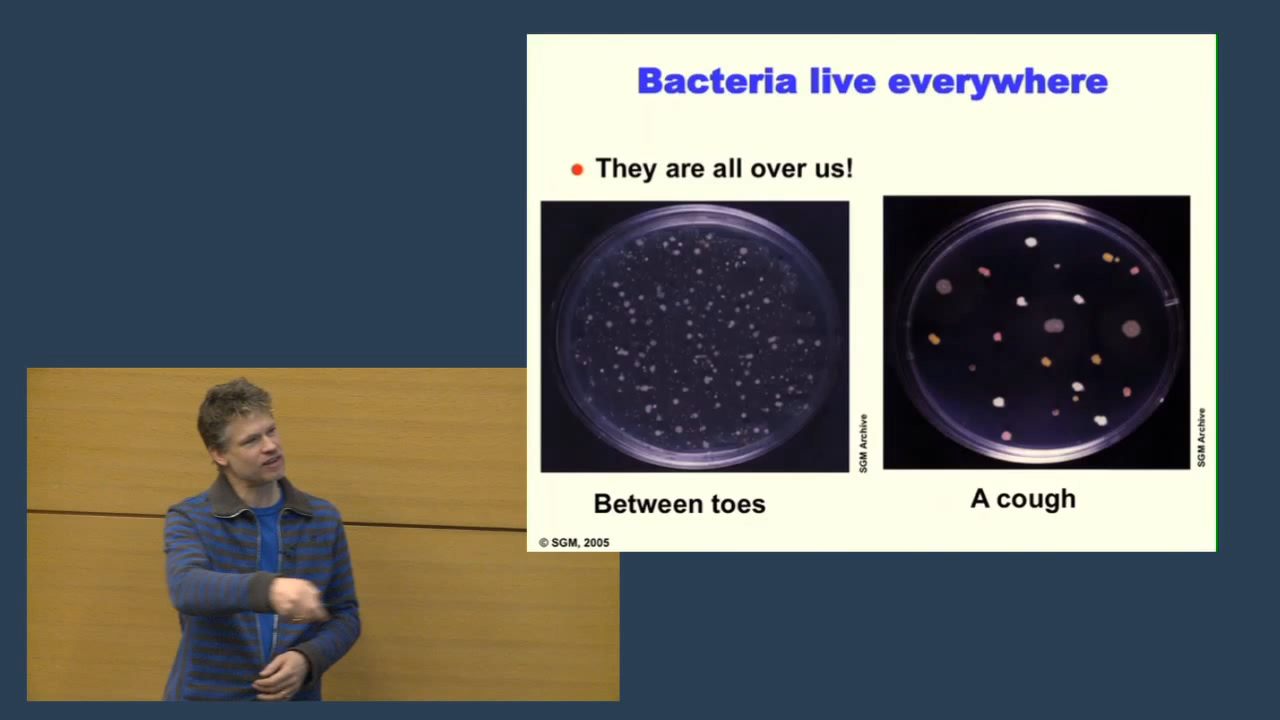 Bacteria live everywhere
● They are all over us!
SGM Archive
SGM Archive
Between toes
A cough
© SGM, 2005